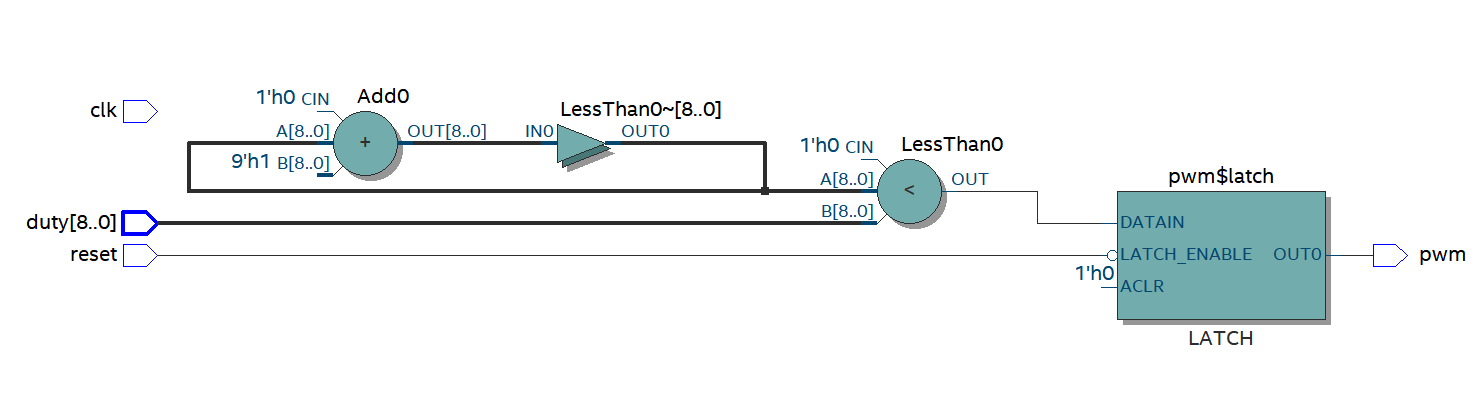 clk
1'h0 CIN
Add0
A[8..0]
+
OUT[8..0]
9'h1 B[8..0]
LessThan0~[8..0]
IN0
OUT0
1'h0 CIN
LessThan0
A[8..0]
<
OUT
B[8..0]
duty[8..0]
reset
pwm$latch
DATAIN
LATCH_ENABLE
OUT0
1'h0
ACLR
LATCH
pwm